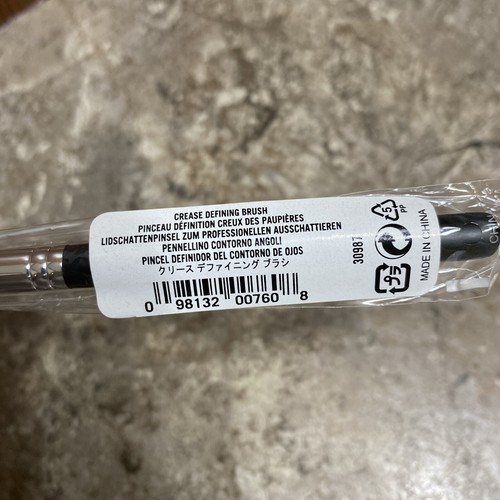 CREASE DEFINING BRUSH
PINCEAU DÉFINITION CREUX DES PAUPIÈRES
LIDSCHATTENPINSEL ZUM PROFESSIONELLEN AUSSCHATTIEREN
PENNELLINO CONTORNO ANGOLI
PINCEL DEFINIDOR DEL CONTORNO DE OJOS
クリース デファイニング ブラシ
0 98132 00760 8
30987
5
PP
プラ
MADE IN CHINA